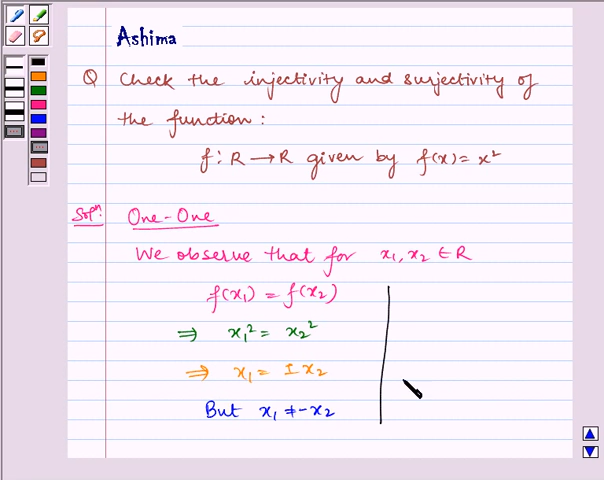 Ashima
Q Check the injectivity and surjectivity of
the function:
f: R → R given by f(x) = x²
Solⁿ: One-One
We observe that for x₁, x₂ ∈ R
f(x₁) = f(x₂)
⇒ x₁² = x₂²
⇒ x₁ = ± x₂
But x₁ ≠ -x₂